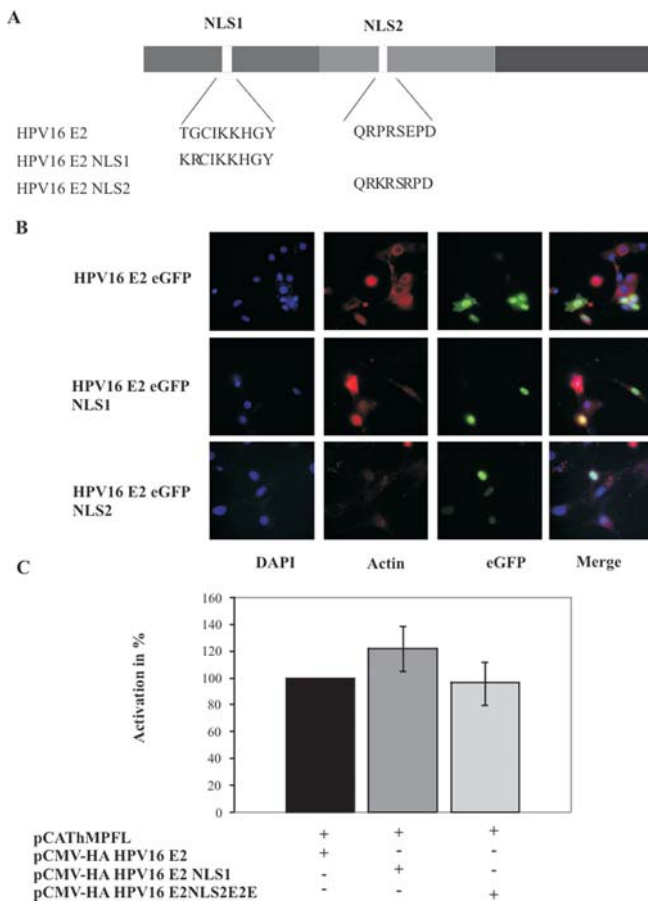 A
NLS1 NLS2
HPV16 E2 TGCIKKHGY QRPRSEPD
HPV16 E2 NLS1 KRCIKKHGY
HPV16 E2 NLS2 QRKRSRPD
B
HPV16 E2 eGFP
HPV16 E2 eGFP
NLS1
HPV16 E2 eGFP
NLS2
DAPI Actin eGFP Merge
C
Activation in %
160
140
120
100
80
60
40
20
0
pCAThMPFL + + +
pCMV-HA HPV16 E2 + - -
pCMV-HA HPV16 E2 NLS1 - + -
pCMV-HA HPV16 E2NLS2E2E - - +